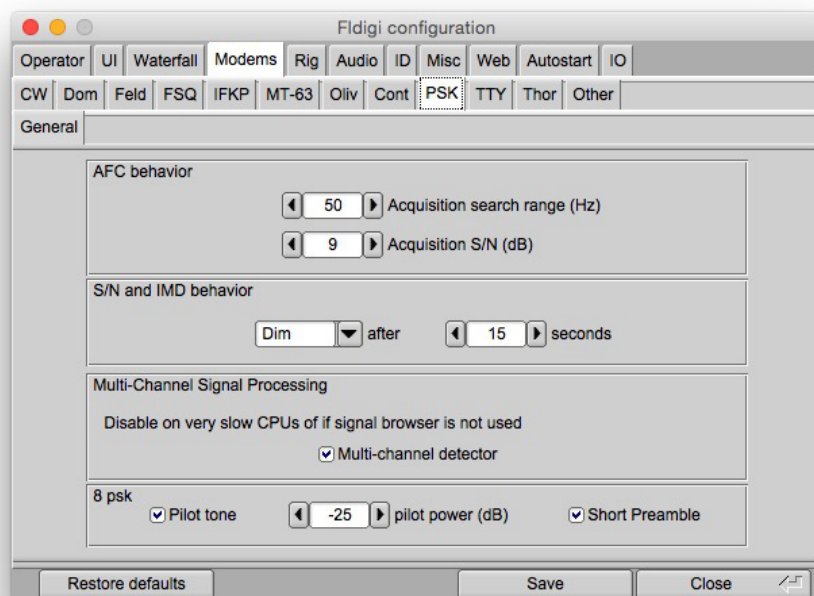 Fldigi configuration
Operator UI Waterfall Modems Rig Audio ID Misc Web Autostart IO
CW Dom Feld FSQ IFKP MT-63 Oliv Cont PSK TTY Thor Other
General
AFC behavior
50 Acquisition search range (Hz)
9 Acquisition S/N (dB)
S/N and IMD behavior
Dim after 15 seconds
Multi-Channel Signal Processing
Disable on very slow CPUs of if signal browser is not used
Multi-channel detector
8 psk
Pilot tone -25 pilot power (dB) Short Preamble
Restore defaults Save Close